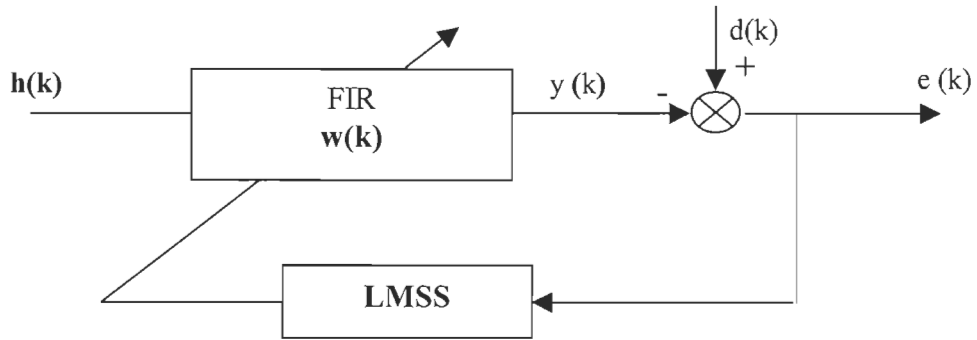 d(k)
h(k)
FIR
w(k)
y (k)
-
+
e (k)
LMSS